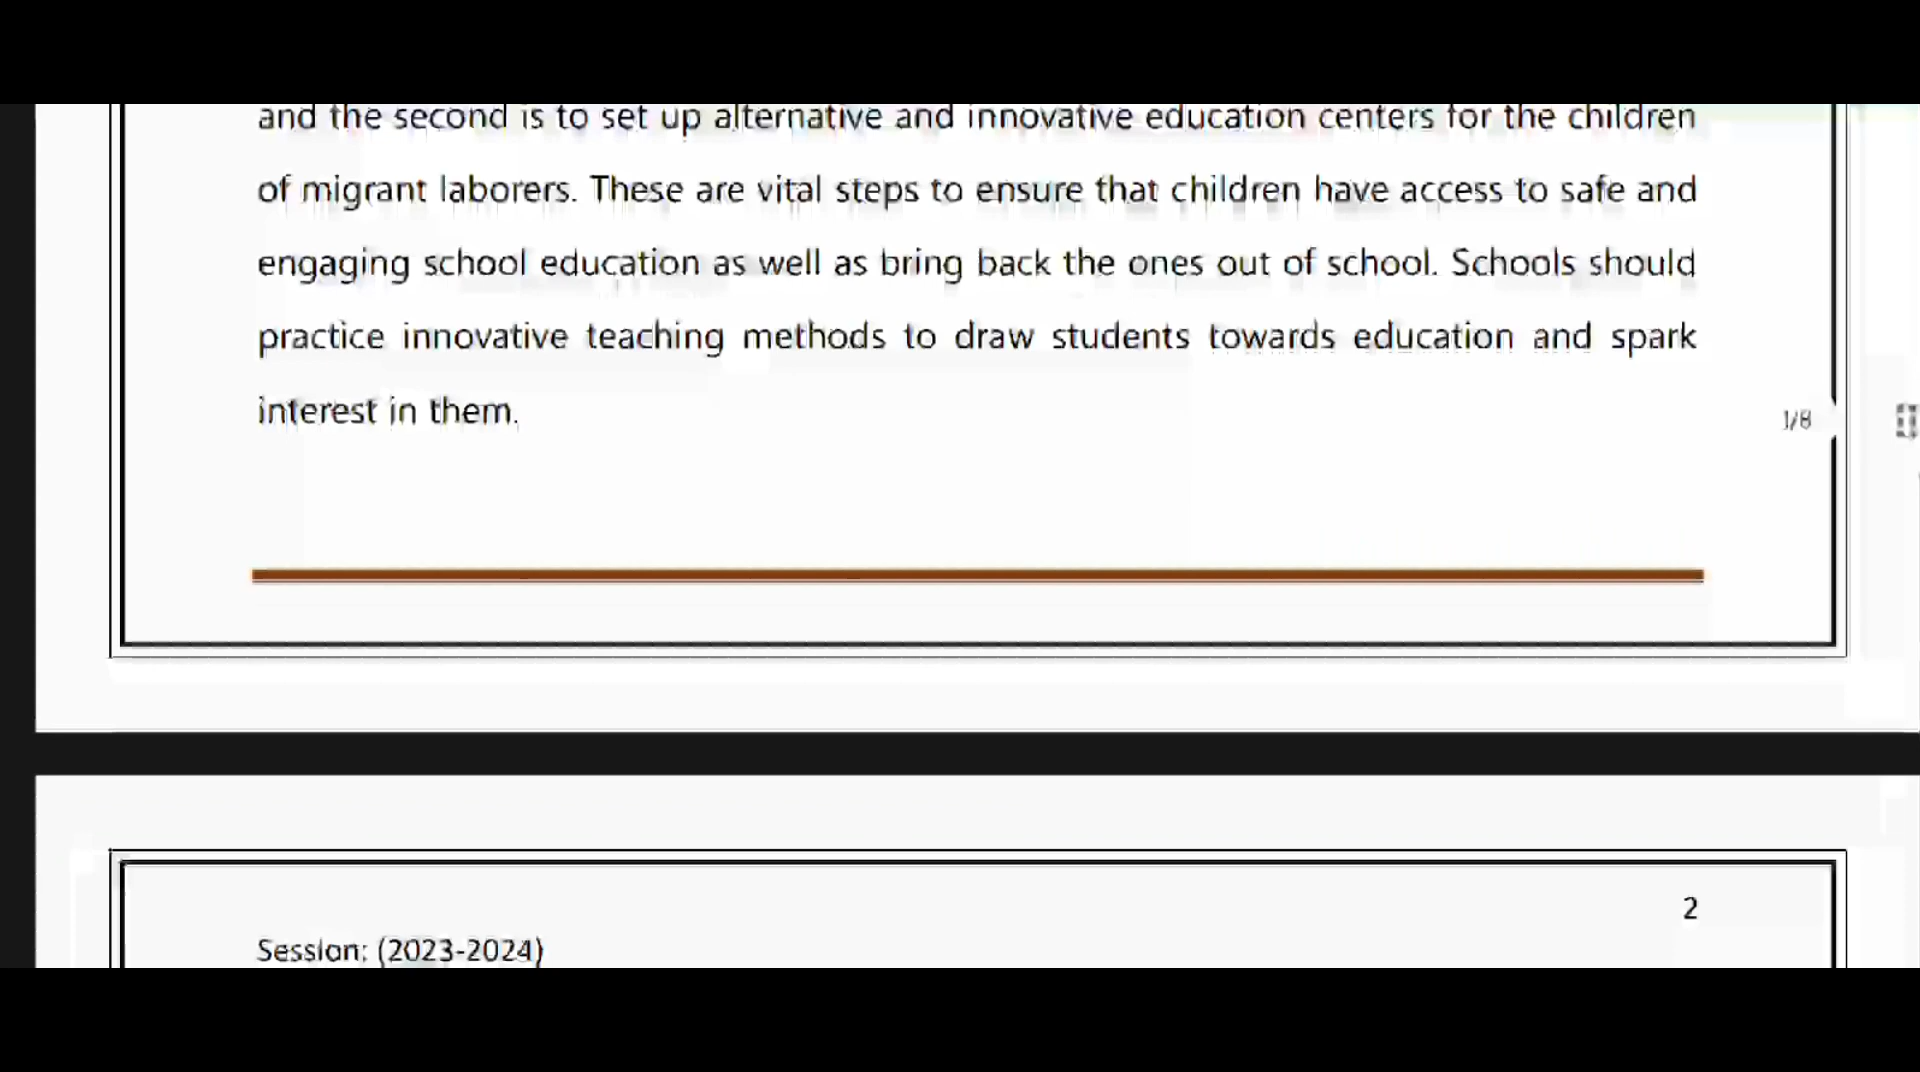 and the second is to set up alternative and innovative education centers for the children
of migrant laborers. These are vital steps to ensure that children have access to safe and
engaging school education as well as bring back the ones out of school. Schools should
practice innovative teaching methods to draw students towards education and spark
interest in them.
1/8
2
Session: (2023-2024)